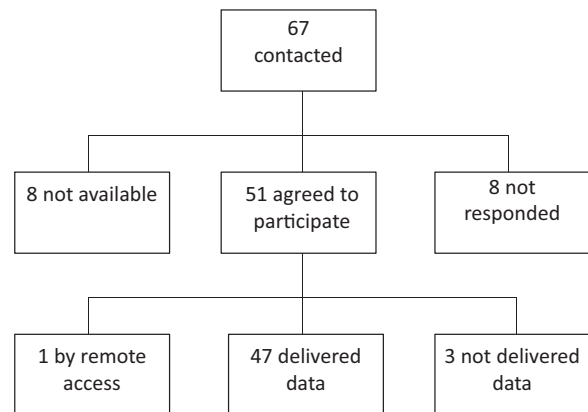 67
contacted
8 not available
51 agreed to
participate
8 not
responded
1 by remote
access
47 delivered
data
3 not delivered
data